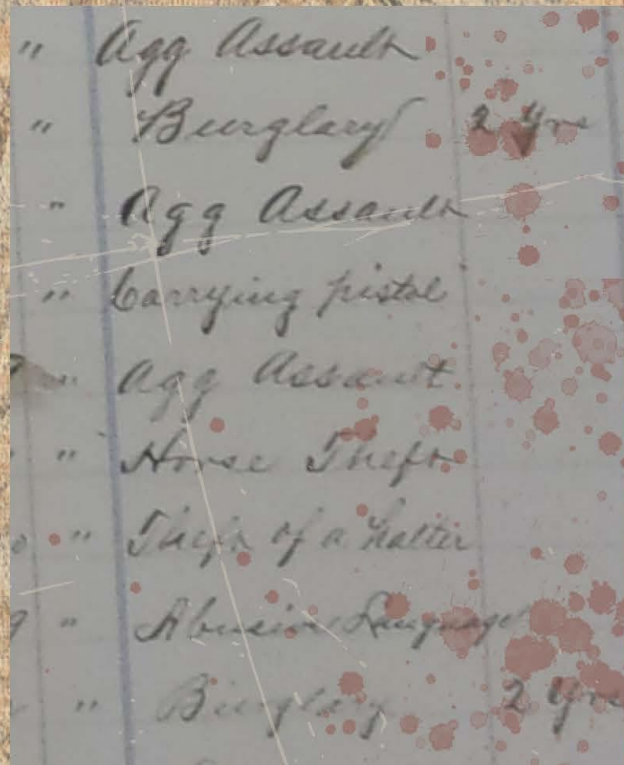 " Agg Assault
" Burglary 2 Yrs
" Agg Assault
" Carrying pistol
" Agg Assault
" Horse Theft
" Theft of a halter
9 " Abusive Language
" Burglary 2 Yrs